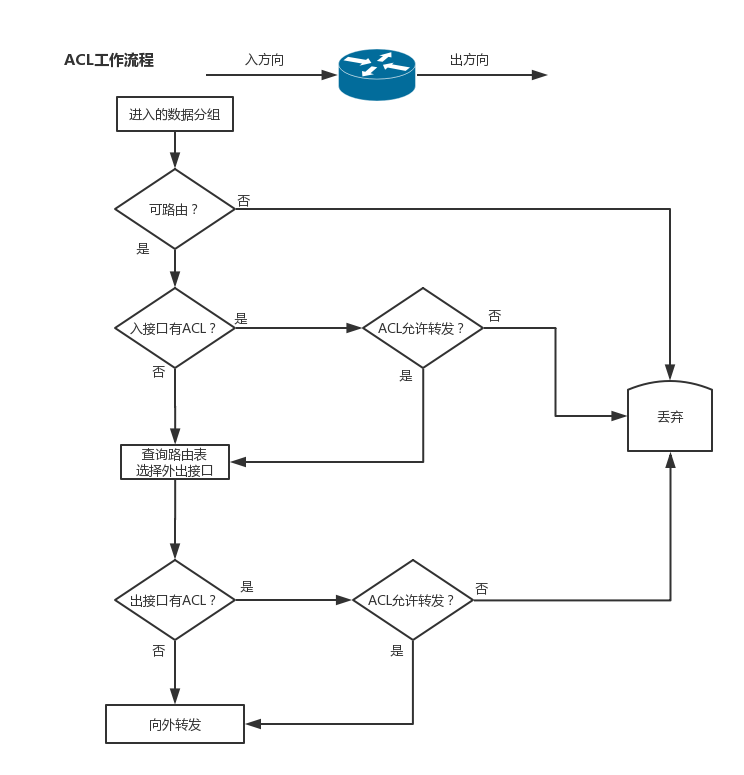 ACL工作流程
入方向
出方向
进入的数据分组
可路由？
否
是
入接口有ACL？
是
ACL允许转发？
否
否
是
丢弃
查询路由表
选择外出接口
出接口有ACL？
是
ACL允许转发？
否
否
是
向外转发